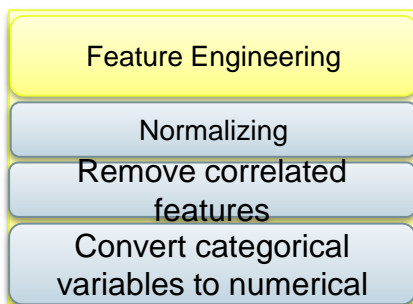 Feature Engineering
Normalizing
Remove correlated
features
Convert categorical
variables to numerical